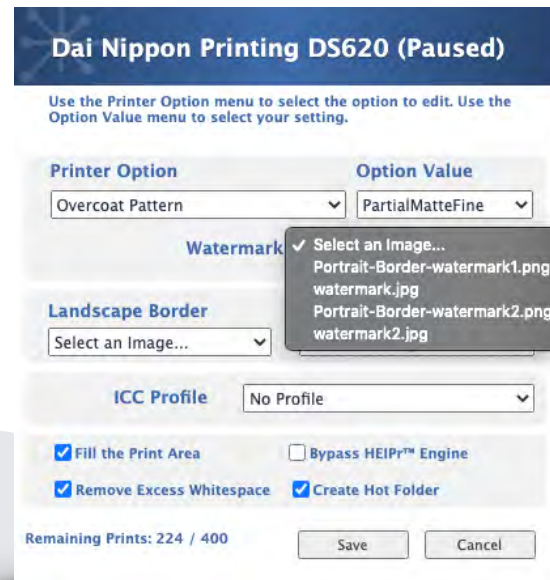 Dai Nippon Printing DS620 (Paused)
Use the Printer Option menu to select the option to edit. Use the
Option Value menu to select your setting.
Printer Option
Option Value
Overcoat Pattern
PartialMatteFine
Watermark
✓ Select an Image...
Portrait-Border-watermark1.png
watermark.jpg
Portrait-Border-watermark2.png
watermark2.jpg
Landscape Border
Select an Image...
ICC Profile
No Profile
Fill the Print Area
Bypass HEIPr™ Engine
Remove Excess Whitespace
Create Hot Folder
Remaining Prints: 224 / 400
Save
Cancel